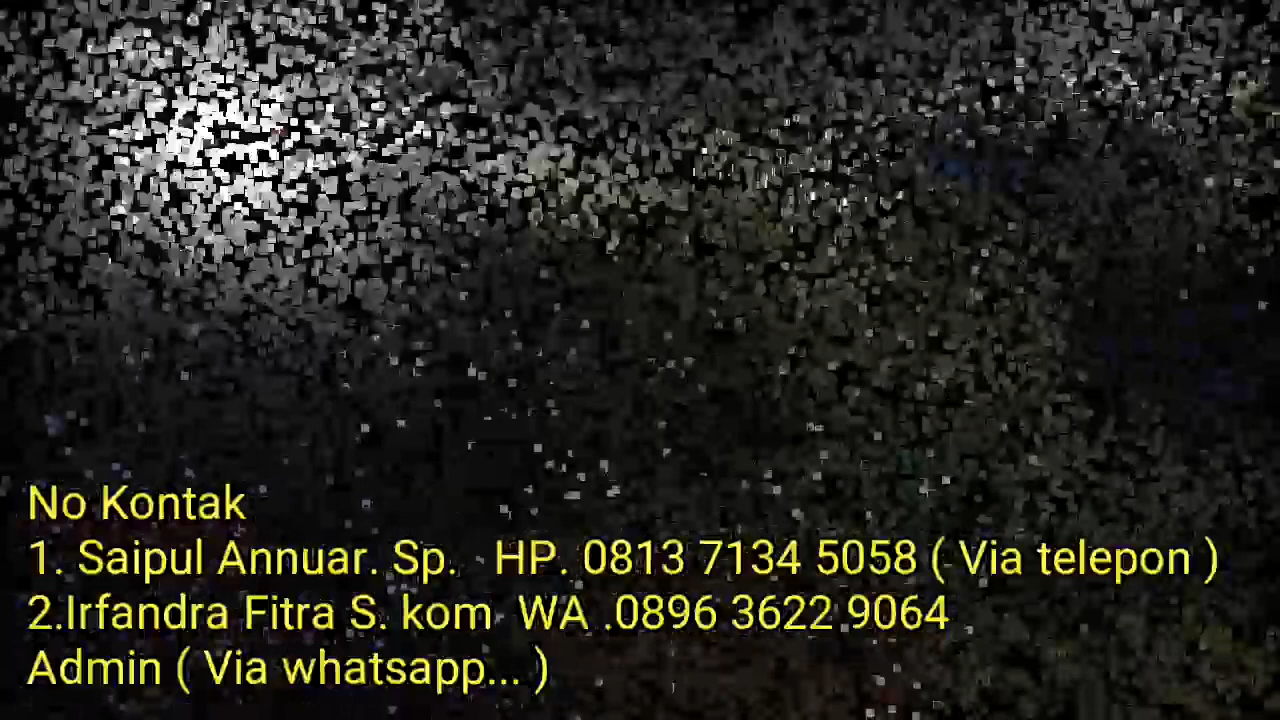 No Kontak
1. Saipul Annuar. Sp. HP. 0813 7134 5058 ( Via telepon )
2.Irfandra Fitra S. kom WA .0896 3622 9064
Admin ( Via whatsapp... )